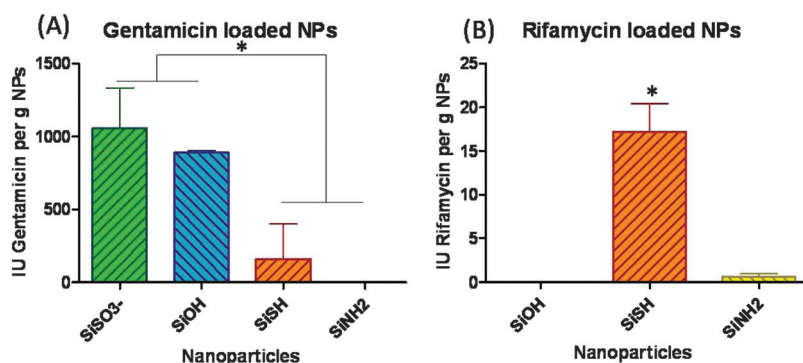 (A)
Gentamicin loaded NPs
*
IU Gentamicin per g NPs
1500
1000
500
0
SiSO3-
SiOH
SiSH
SiNH2
Nanoparticles
(B)
Rifamycin loaded NPs
*
IU Rifamycin per g NPs
25
20
15
10
5
0
SiOH
SiSH
SiNH2
Nanoparticles